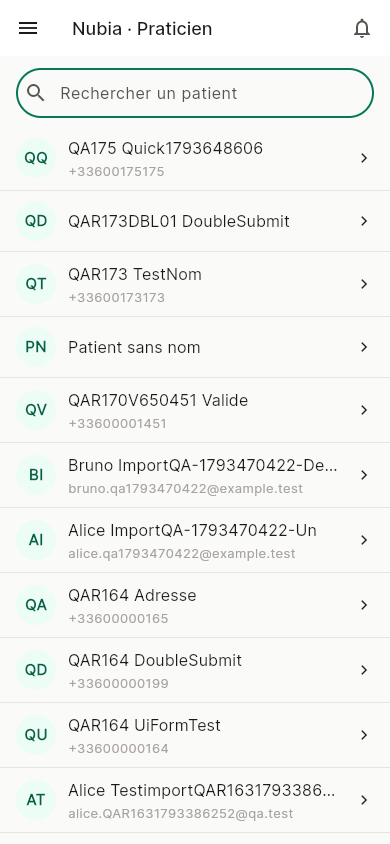 Nubia · Praticien
Rechercher un patient
QQ
QA175 Quick1793648606
+33600175175
QD
QAR173DBL01 DoubleSubmit
QT
QAR173 TestNom
+33600173173
PN
Patient sans nom
QV
QAR170V650451 Valide
+33600001451
BI
Bruno ImportQA-1793470422-De...
bruno.qa1793470422@example.test
AI
Alice ImportQA-1793470422-Un
alice.qa1793470422@example.test
QA
QAR164 Adresse
+33600000165
QD
QAR164 DoubleSubmit
+33600000199
QU
QAR164 UiFormTest
+33600000164
AT
Alice TestimportQAR1631793386...
alice.QAR1631793386252@qa.test